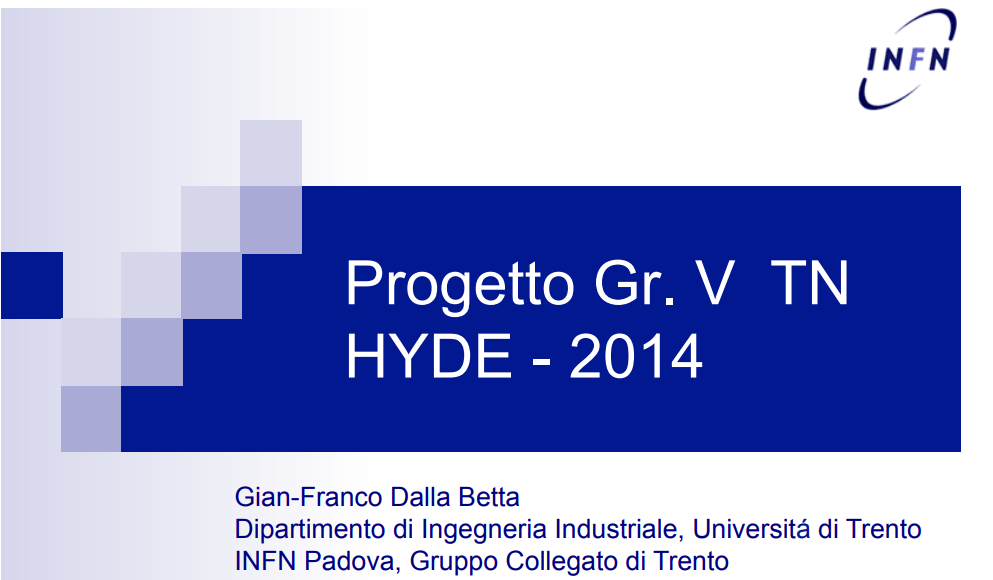 INFN
Progetto Gr. V TN
HYDE - 2014
Gian-Franco Dalla Betta
Dipartimento di Ingegneria Industriale, Universitá di Trento
INFN Padova, Gruppo Collegato di Trento